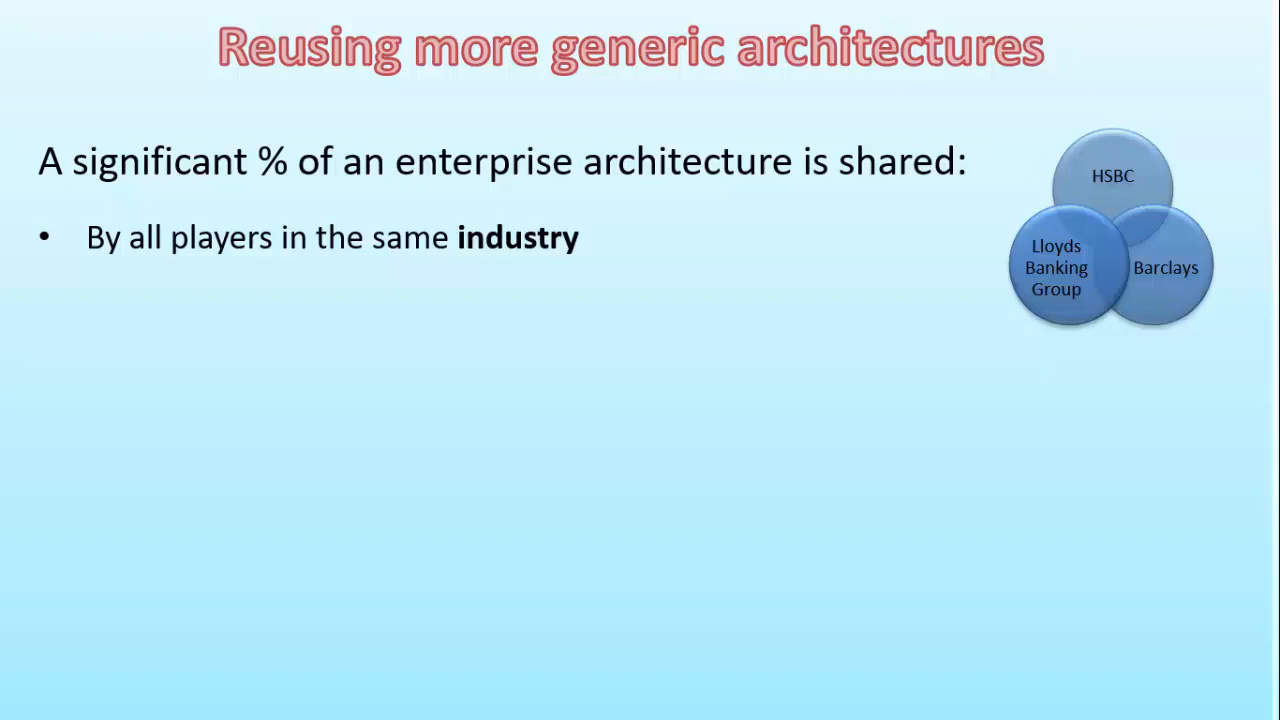 Reusing more generic architectures
A significant % of an enterprise architecture is shared:
• By all players in the same industry
HSBC
Lloyds
Banking
Group
Barclays